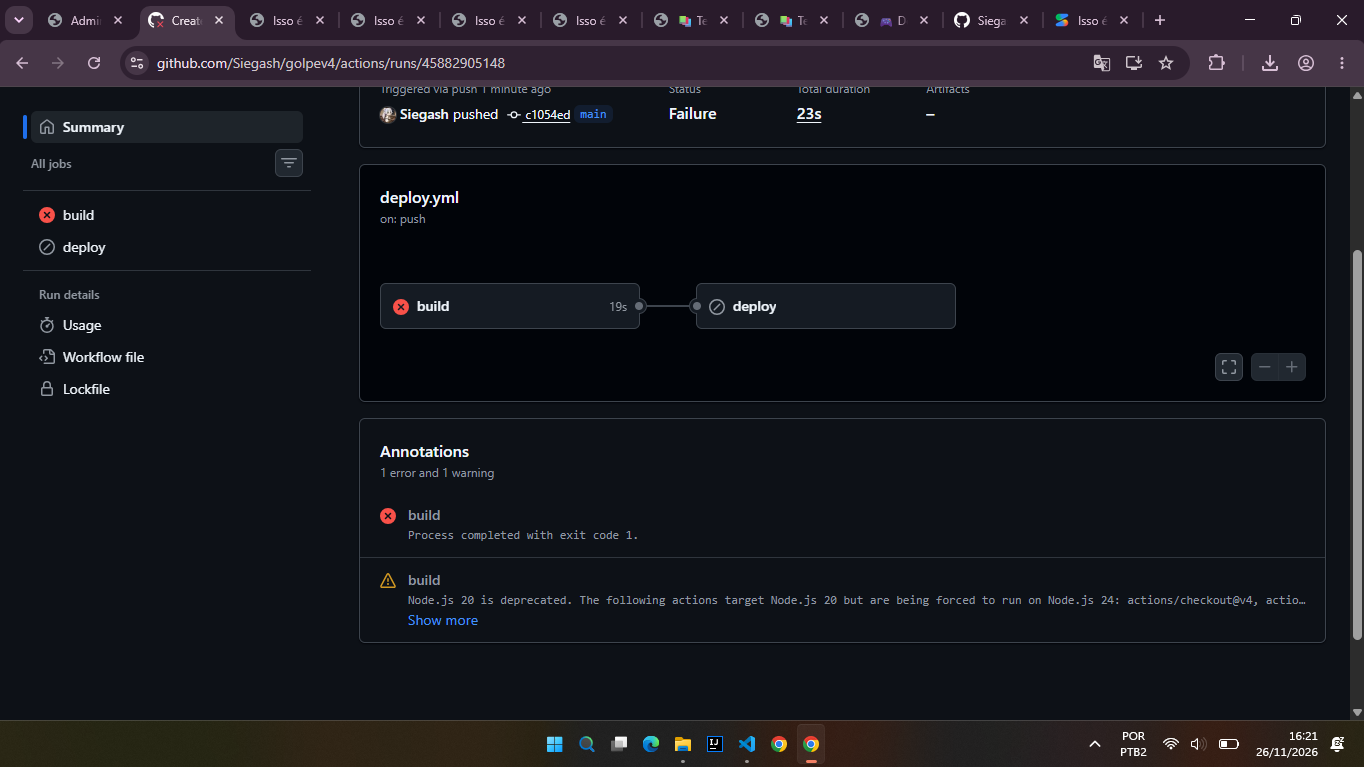 Admi
Creat
Isso é
Isso é
Isso é
Isso é
Te
Te
D
Siega
Isso é
github.com/Siegash/golpev4/actions/runs/45882905148
Summary
All jobs
build
deploy
Run details
Usage
Workflow file
Lockfile
Triggered via push 1 minute ago
Siegash pushed c1054ed main
Status
Failure
Total duration
23s
Artifacts
–
deploy.yml
on: push
build 19s
deploy
Annotations
1 error and 1 warning
build
Process completed with exit code 1.
build
Node.js 20 is deprecated. The following actions target Node.js 20 but are being forced to run on Node.js 24: actions/checkout@v4, actio…
Show more
POR
PTB2
16:21
26/11/2026